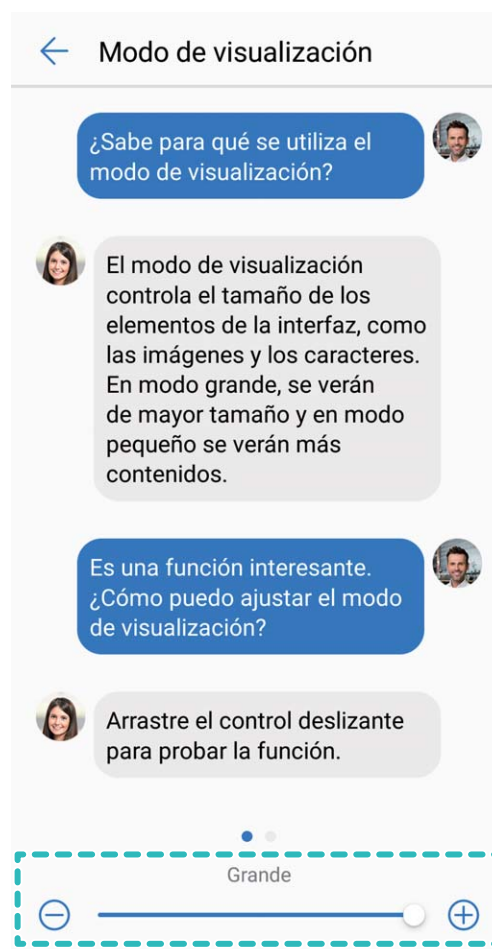 Modo de visualización
¿Sabe para qué se utiliza el
modo de visualización?
El modo de visualización
controla el tamaño de los
elementos de la interfaz, como
las imágenes y los caracteres.
En modo grande, se verán
de mayor tamaño y en modo
pequeño se verán más
contenidos.
Es una función interesante.
¿Cómo puedo ajustar el modo
de visualización?
Arrastre el control deslizante
para probar la función.
Grande